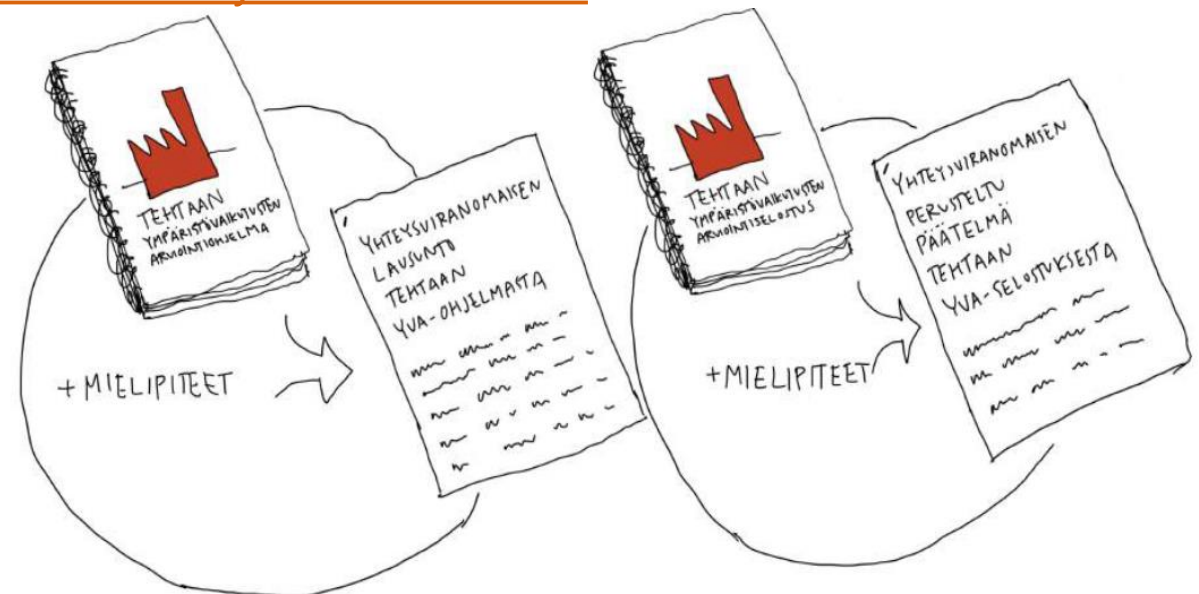 TEHTAAN
YMPÄRISTÖVAIKUTUSTEN
ARVIOINTIOHJELMA
+ MIELIPITEET
YHTEYSVIRANOMAISEN
LAUSUNTO
TEHTAAN
YVA-OHJELMASTA
TEHTAAN
YMPÄRISTÖVAIKUTUSTEN
ARVIOINTISELOSTUS
+MIELIPITEET
YHTEYSVIRANOMAISEN
PERUSTELTU
PÄÄTELMÄ
TEHTAAN
YVA-SELOSTUKSESTA